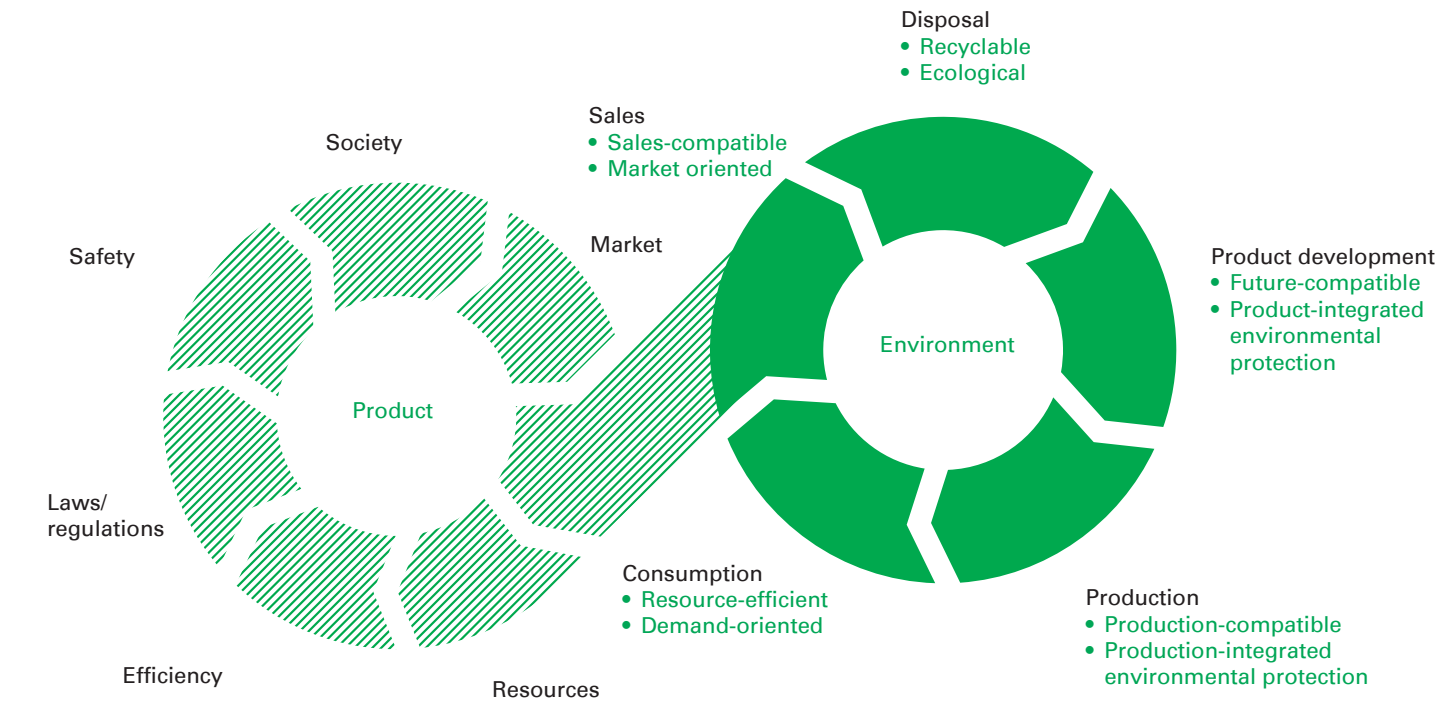 Disposal
• Recyclable
• Ecological
Sales
• Sales-compatible
• Market oriented
Society
Safety
Market
Product development
• Future-compatible
• Product-integrated
environmental
protection
Environment
Product
Laws/
regulations
Consumption
• Resource-efficient
• Demand-oriented
Production
• Production-compatible
• Production-integrated
environmental protection
Efficiency
Resources